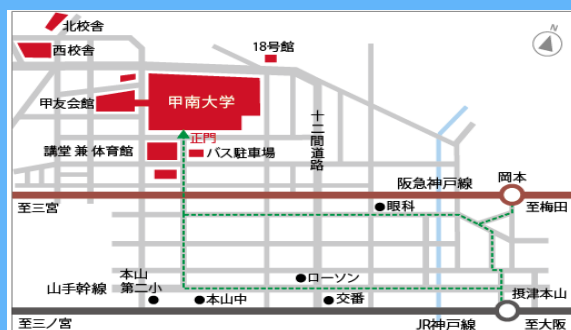 北校舎
西校舎
18号館
N
甲友会館
甲南大学
十二間道路
正門
講堂 兼 体育館
バス駐車場
阪急神戸線
岡本
至三宮
眼科
至梅田
本山
第二小
ローソン
山手幹線
本山中
交番
摂津本山
至三ノ宮
JR神戸線
至大阪